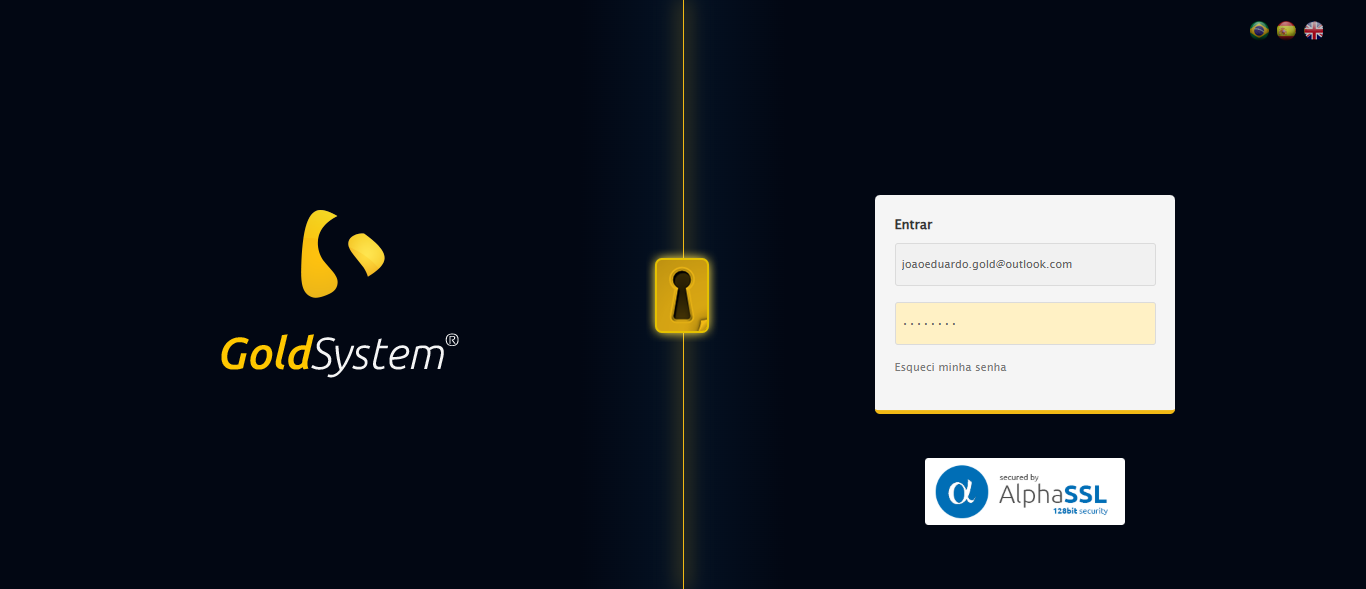 GoldSystem®
Entrar
joaoeduardo.gold@outlook.com
........
Esqueci minha senha
α
secured by
AlphaSSL
128bit security